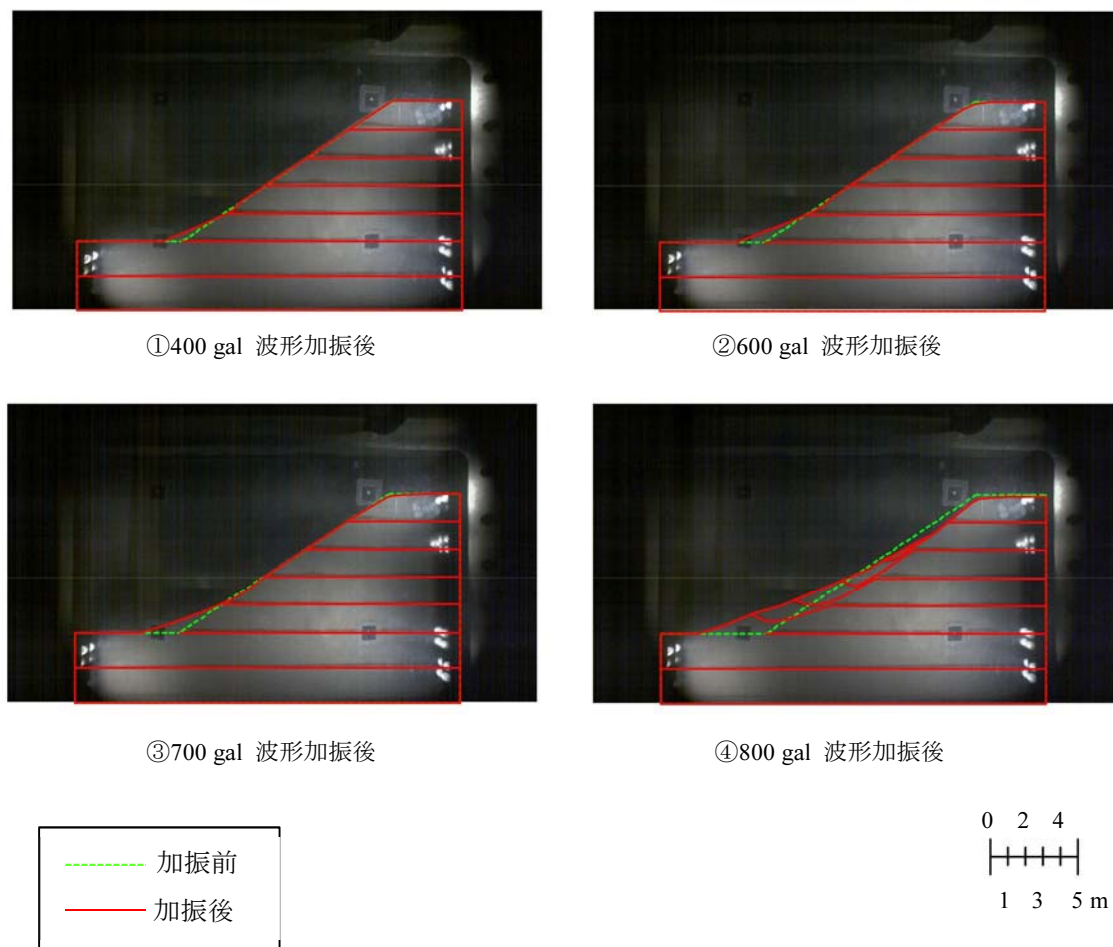 ①400 gal 波形加振後
②600 gal 波形加振後
③700 gal 波形加振後
④800 gal 波形加振後
加振前
加振後
0 2 4
1 3 5 m